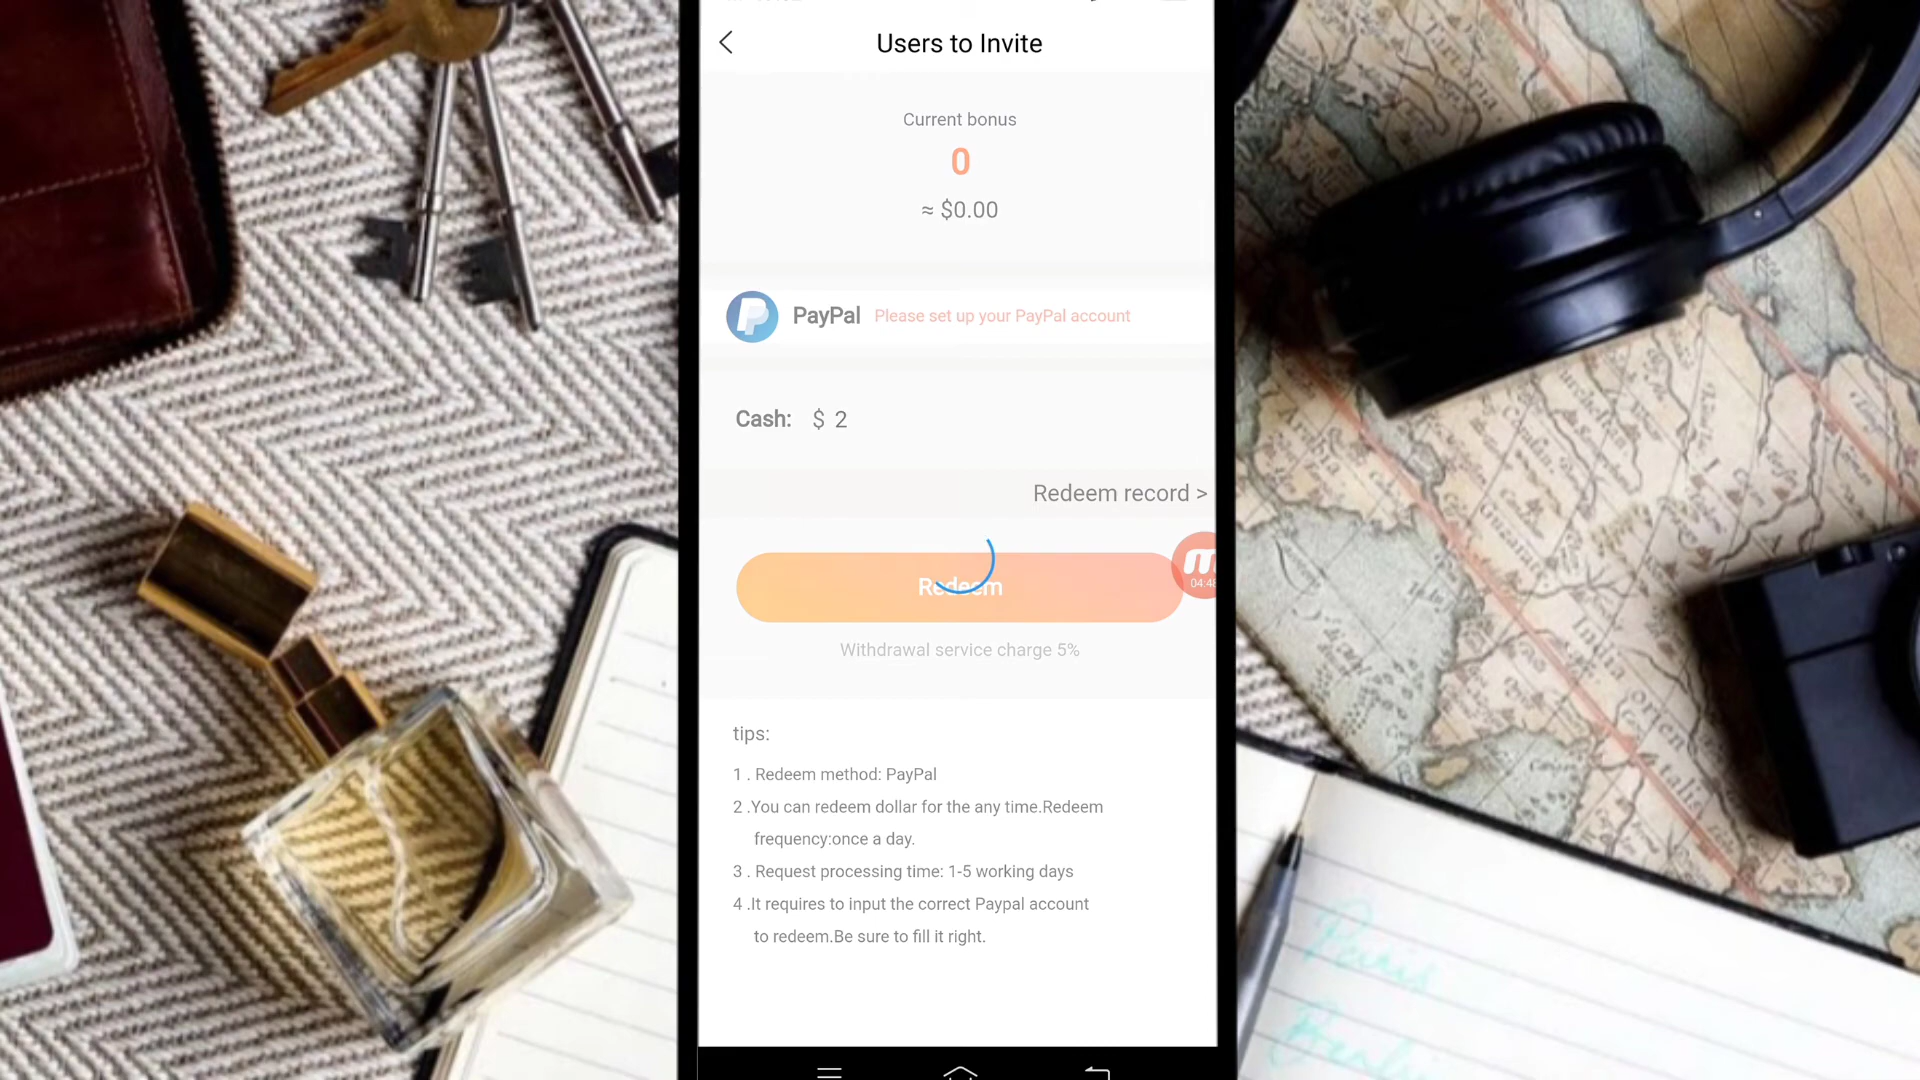 Users to Invite
Current bonus
0
≈ $0.00
PayPal Please set up your PayPal account
Cash: $ 2
Redeem record >
Redeem
04:48
Withdrawal service charge 5%
tips:
1 . Redeem method: PayPal
2 .You can redeem dollar for the any time.Redeem
frequency:once a day.
3 . Request processing time: 1-5 working days
4 .It requires to input the correct Paypal account
to redeem.Be sure to fill it right.